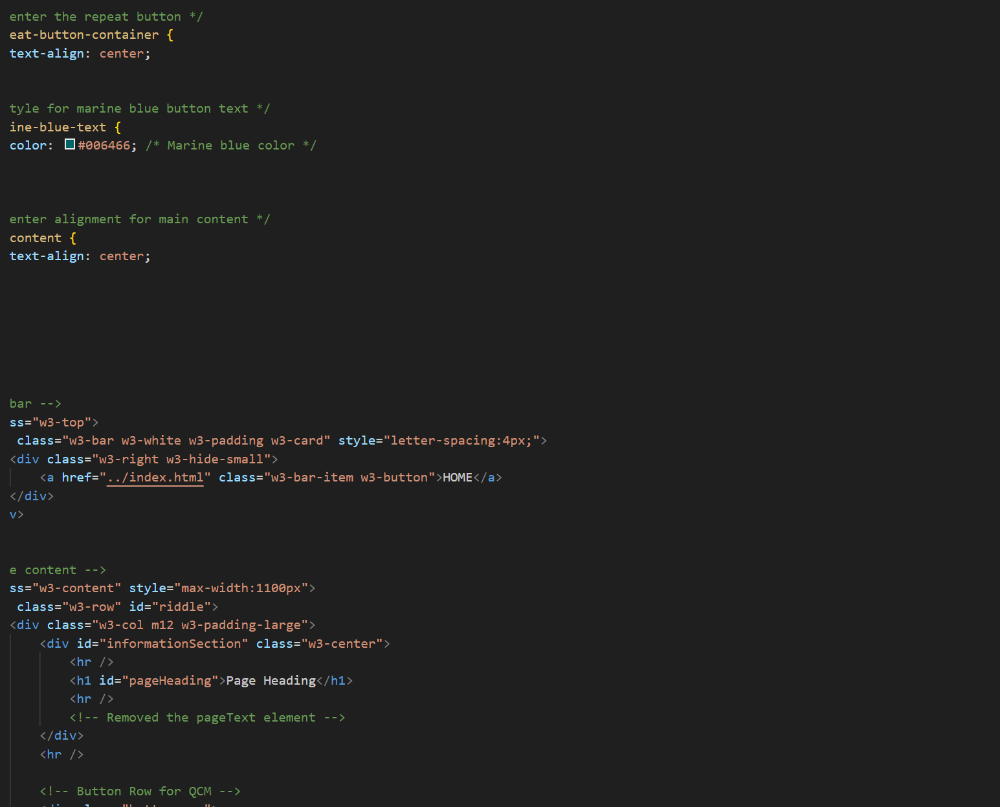 enter the repeat button */
eat-button-container {
text-align: center;
tyle for marine blue button text */
ine-blue-text {
color: #006466; /* Marine blue color */
enter alignment for main content */
content {
text-align: center;
bar -->
ss="w3-top">
class="w3-bar w3-white w3-padding w3-card" style="letter-spacing:4px;">
<div class="w3-right w3-hide-small">
<a href="../index.html" class="w3-bar-item w3-button">HOME</a>
</div>
v>
e content -->
ss="w3-content" style="max-width:1100px">
class="w3-row" id="riddle">
<div class="w3-col m12 w3-padding-large">
<div id="informationSection" class="w3-center">
<hr />
<h1 id="pageHeading">Page Heading</h1>
<hr />
<!-- Removed the pageText element -->
</div>
<hr />
<!-- Button Row for QCM -->